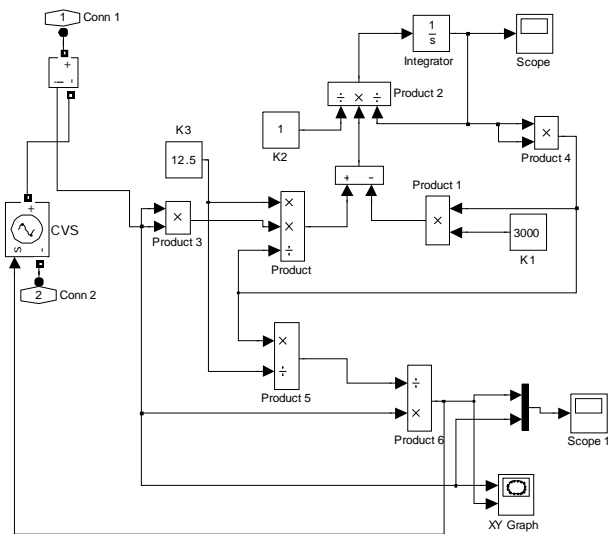 1
Conn 1
+
i
-
1
s
Integrator
Scope
÷ × ÷
Product 2
K3
12.5
1
K2
×
Product 4
+ -
Product 1
×
3000
K1
×
Product 3
×
×
÷
Product
+
CVS
s
-
2
Conn 2
×
÷
Product 5
÷
×
Product 6
Scope 1
XY Graph